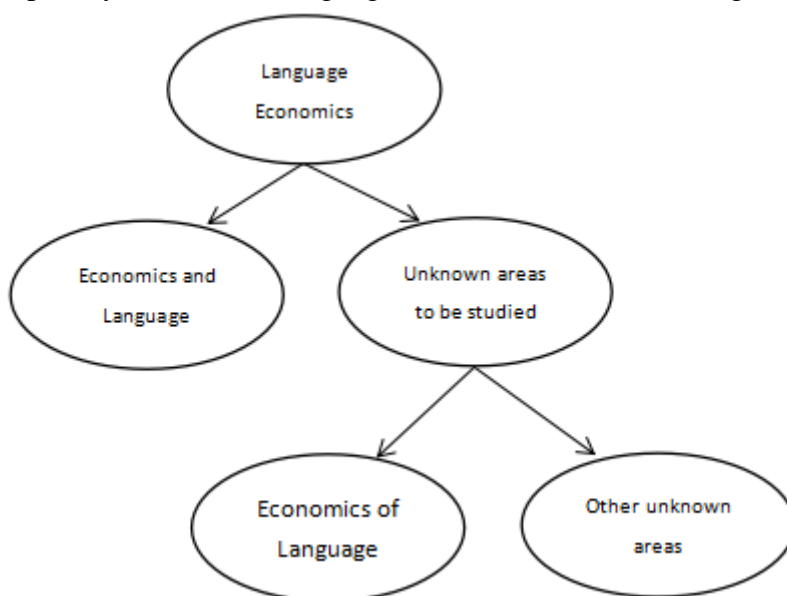 Language
Economics
Economics and
Language
Unknown areas
to be studied
Economics of
Language
Other unknown
areas